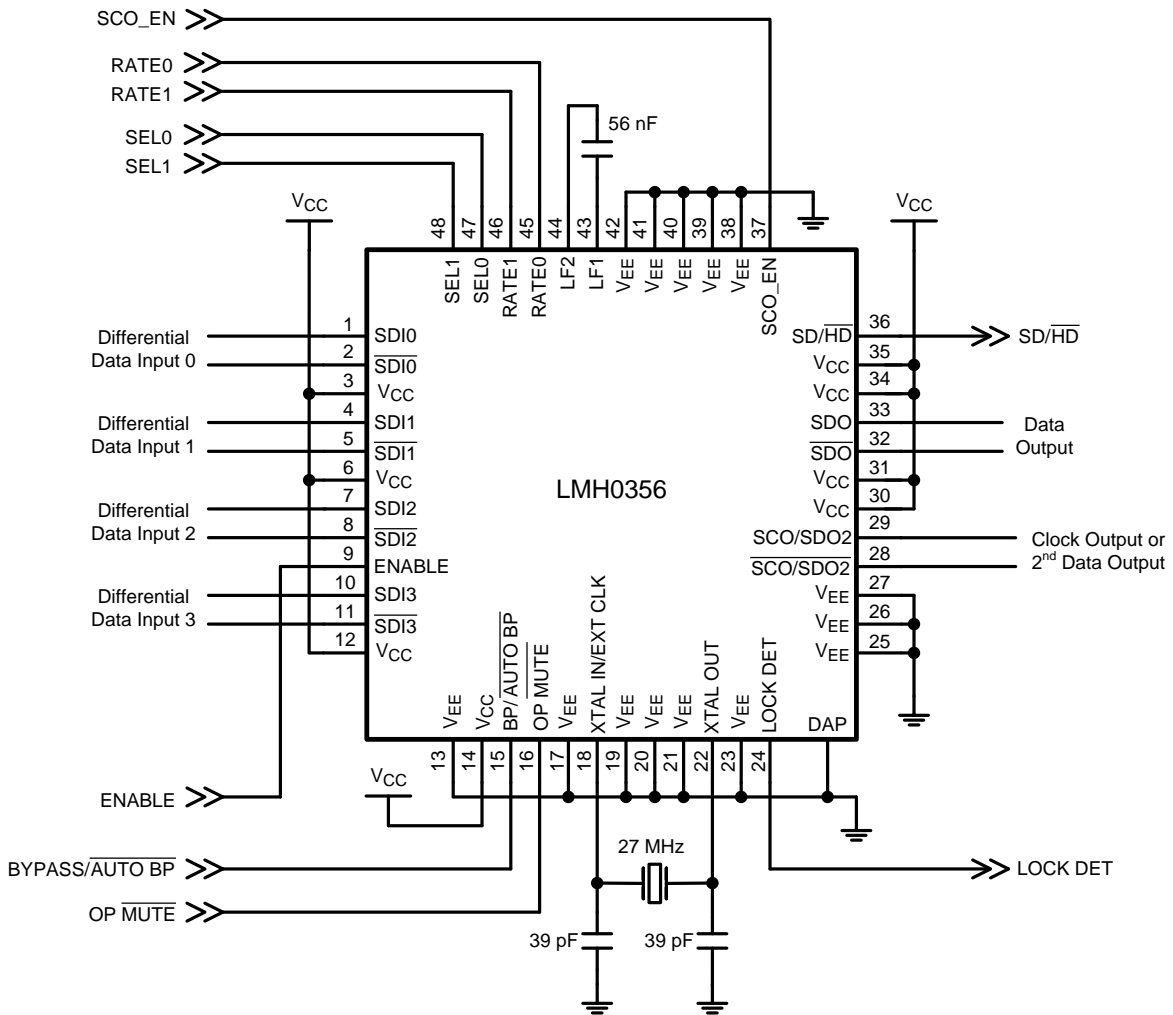 SCO_EN
RATE0
RATE1
SEL0
SEL1
56 nF
VCC
VCC
48
47
46
45
44
43
42
41
40
39
38
37
SEL1
SEL0
RATE1
RATE0
LF2
LF1
VEE
VEE
VEE
VEE
VEE
SCO_EN
Differential
Data Input 0
1
SDI0
2
SDI0
3
VCC
Differential
Data Input 1
4
SDI1
5
SDI1
6
VCC
Differential
Data Input 2
7
SDI2
8
SDI2
9
ENABLE
Differential
Data Input 3
10
SDI3
11
SDI3
12
VCC
LMH0356
SD/HD
36
SD/HD
VCC
35
VCC
34
SDO
33
SDO
32
Data
Output
VCC
31
VCC
30
SCO/SDO2
29
SCO/SDO2
28
Clock Output or
2nd Data Output
VEE
27
VEE
26
VEE
25
VEE
VCC
BP/AUTO BP
OP MUTE
VEE
XTAL IN/EXT CLK
VEE
VEE
VEE
XTAL OUT
VEE
LOCK DET
DAP
13
14
15
16
17
18
19
20
21
22
23
24
VCC
ENABLE
BYPASS/AUTO BP
OP MUTE
27 MHz
39 pF
39 pF
LOCK DET